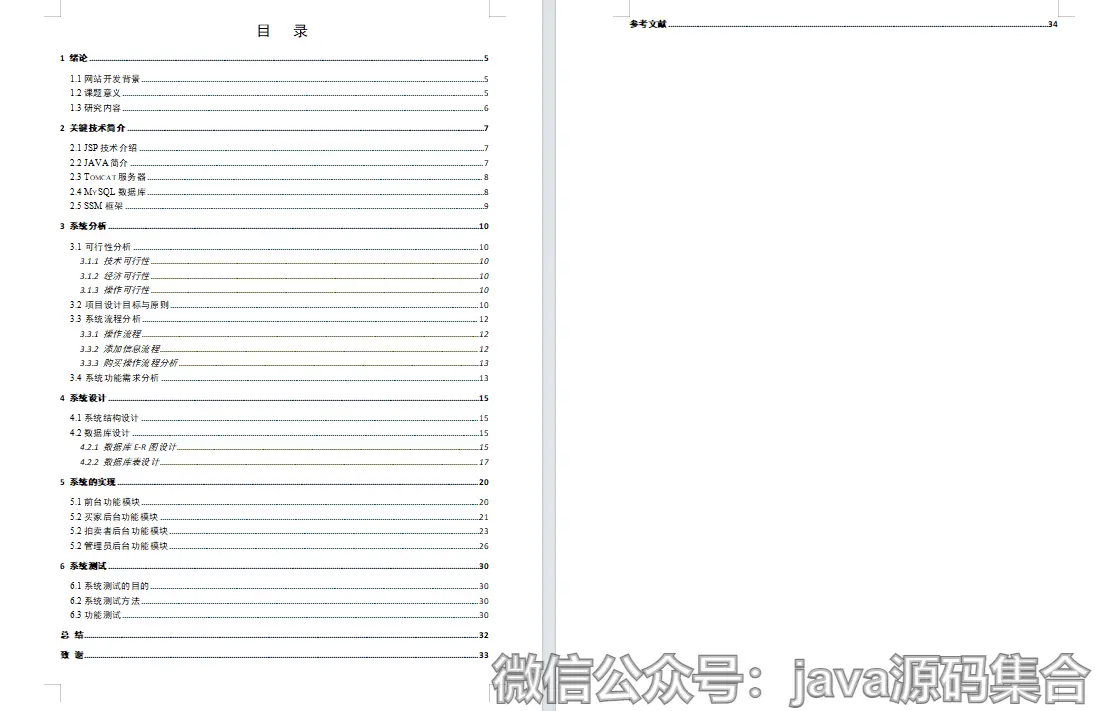 目 录
1 绪论 5
1.1 网站开发背景 5
1.2 课题意义 5
1.3 研究内容 6
2 关键技术简介 7
2.1 JSP 技术介绍 7
2.2 JAVA 简介 7
2.3 TOMCAT 服务器 8
2.4 MYSQL 数据库 8
2.5 SSM 框架 9
3 系统分析 10
3.1 可行性分析 10
3.1.1 技术可行性 10
3.1.2 经济可行性 10
3.1.3 操作可行性 10
3.2 项目设计目标与原则 10
3.3 系统流程分析 12
3.3.1 操作流程 12
3.3.2 添加信息流程 12
3.3.3 购买操作流程分析 13
3.4 系统功能需求分析 13
4 系统设计 15
4.1 系统结构设计 15
4.2 数据库设计 15
4.2.1 数据库 E-R 图设计 15
4.2.2 数据库表设计 17
5 系统的实现 20
5.1 前台功能模块 20
5.2 买家后台功能模块 21
5.2 拍卖者后台功能模块 23
5.2 管理员后台功能模块 26
6 系统测试 30
6.1 系统测试的目的 30
6.2 系统测试方法 30
6.3 功能测试 30
总 结 32
致 谢 33
参考文献 34
微信公众号：java源码集合